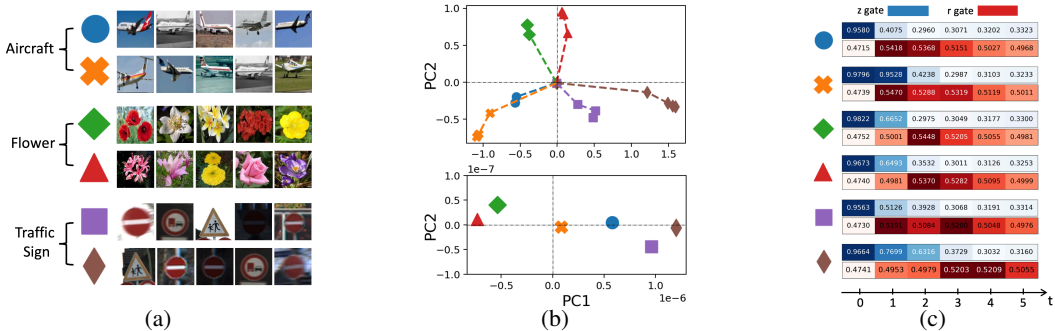 Aircraft
Flower
Traffic
Sign
(a)
PC2
1.0
0.5
0.0
−0.5
−1.0 −0.5 0.0 0.5 1.0 1.5
1e−7
PC2
1.0
0.5
0.0
−0.5
−1.0
−0.5 0.0 0.5 1.0
PC1 1e−6
(b)
z gate r gate
0.9580 0.4075 0.2960 0.3071 0.3202 0.3323
0.4715 0.5418 0.5368 0.5151 0.5027 0.4968
0.9796 0.9528 0.4238 0.2987 0.3103 0.3233
0.4739 0.5470 0.5288 0.5319 0.5119 0.5011
0.9822 0.6652 0.2975 0.3049 0.3177 0.3300
0.4752 0.5001 0.5448 0.5205 0.5055 0.4981
0.9673 0.6493 0.3532 0.3011 0.3126 0.3253
0.4740 0.4981 0.5370 0.5282 0.5095 0.4999
0.9563 0.5126 0.3928 0.3068 0.3191 0.3314
0.4730 0.5084 0.5048 0.4976
0.9664 0.7699 0.6316 0.3729 0.3032 0.3160
0.4741 0.4953 0.4979 0.5203 0.5209 0.5055
0 1 2 3 4 5 t
(c)